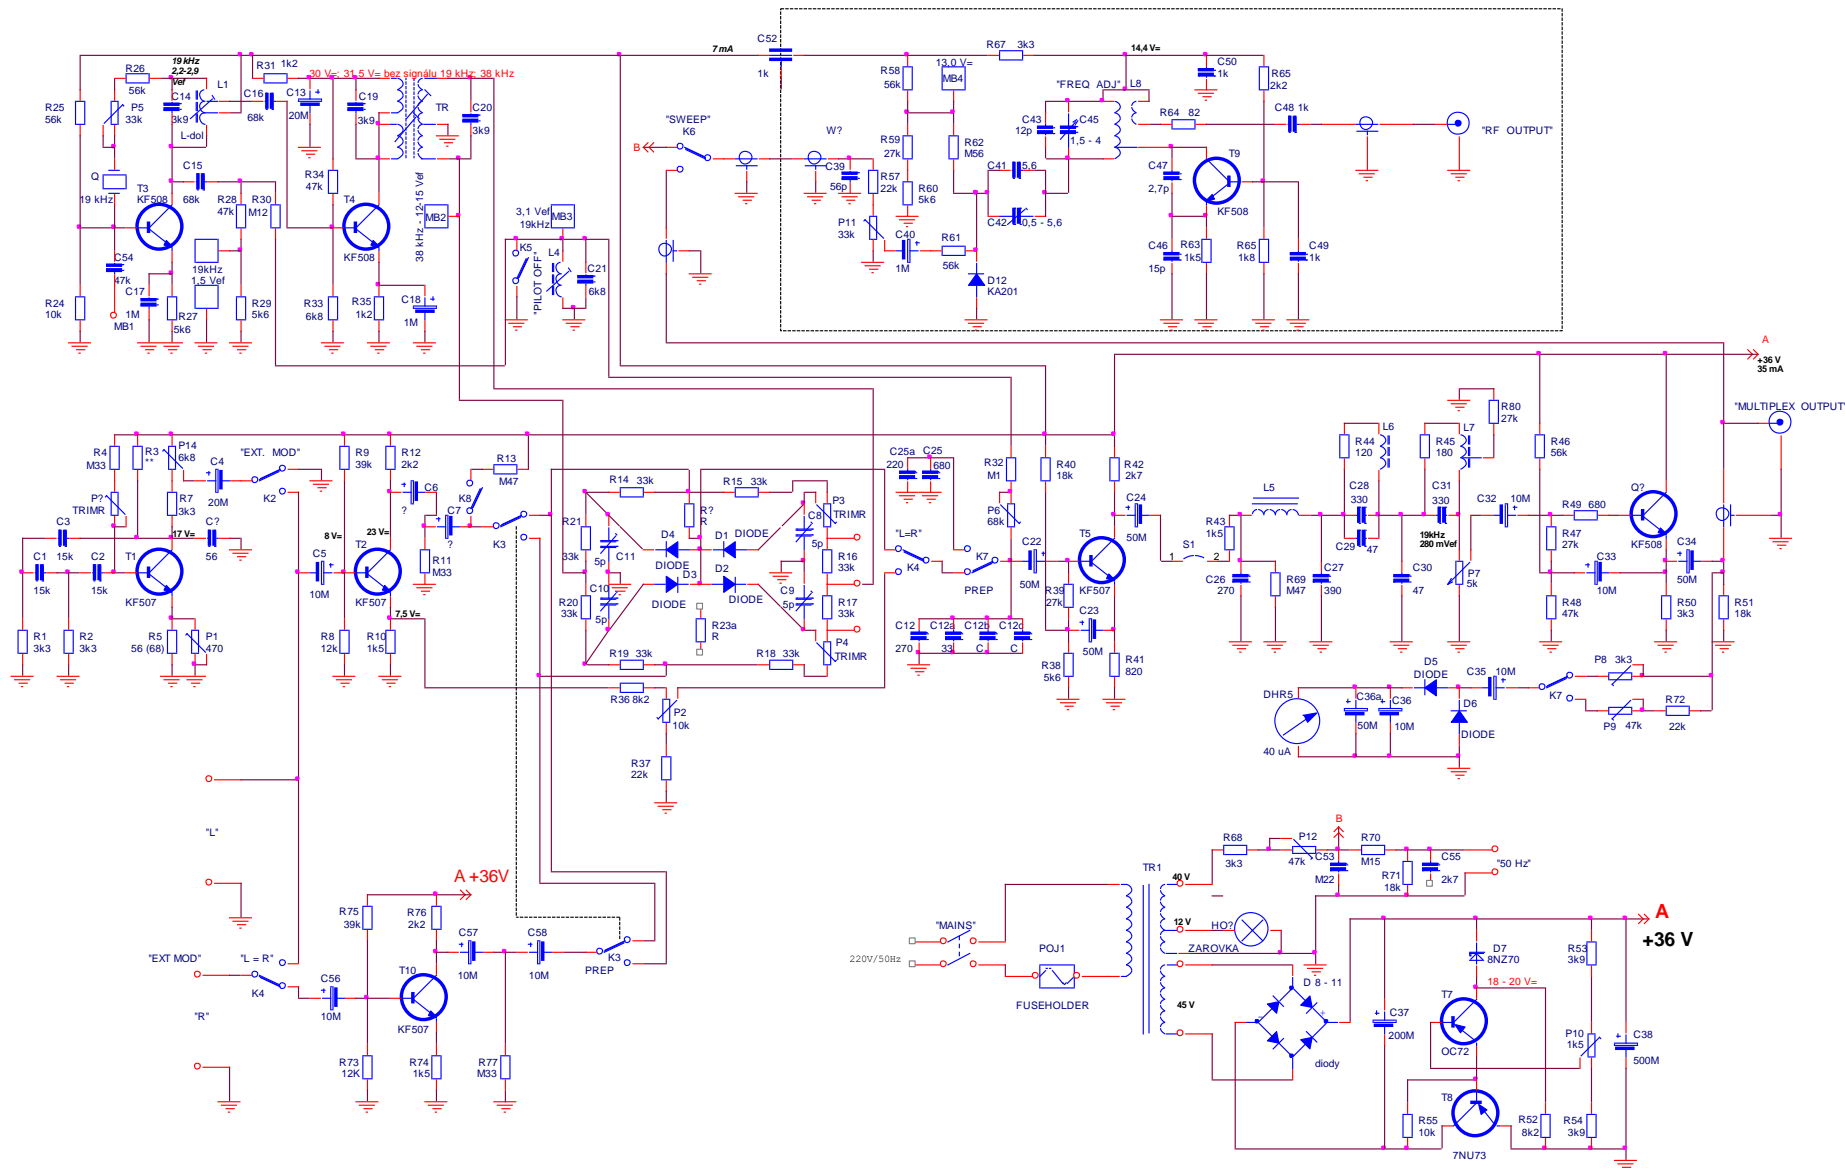 7 mA
C52
1k
R67 3k3
14,4 V=
19 kHz
2,2-2,9
Vef
R31 1k2
30 V=; 31,5 V= bez signálu 19 kHz; 38 kHz
R26
56k
L1
C14
3k9
C16
68k
C13
20M
C19
3k9
TR
C20
3k9
R25
56k
P5
33k
L-dol
R58
56k
13,0 V=
MB4
C50
1k
R65
2k2
"FREQ ADJ"
L8
"SWEEP"
K6
B
W?
C39
56p
R59
27k
R62
M56
C43
12p
C45
1,5 - 4
R64 82
C48 1k
"RF OUTPUT"
Q
19 kHz
C15
68k
T3
KF508
R28
47k
R30
M12
R34
47k
T4
KF508
38 kHz - 12-15 Vef
MB2
3,1 Vef
19kHz
MB3
R57
22k
R60
5k6
C41 5,6
C42 0,5 - 5,6
C47
2,7p
T9
KF508
P11
33k
C40
1M
R61
56k
C46
15p
R63
1k5
R65
1k8
C49
1k
D12
KA201
C54
47k
19kHz
1,5 Vef
K5
"PILOT OFF"
L4
C21
6k8
R24
10k
MB1
C17
1M
R27
5k6
R29
5k6
R33
6k8
R35
1k2
C18
1M
A
+36 V
35 mA
"MULTIPLEX OUTPUT"
R4
M33
R3
**
P14
6k8
C4
20M
"EXT. MOD"
K2
R9
39k
R12
2k2
R13
M47
K8
C6
?
C7
?
K3
P?
TRIMR
R7
3k3
C?
56
17 V=
C3
15k
C1
15k
C2
15k
T1
KF507
8 V=
23 V=
C5
10M
T2
KF507
R11
M33
7,5 V=
R1
3k3
R2
3k3
R5
56 (68)
P1
470
R8
12k
R10
1k5
R14 33k
R15 33k
R21
33k
R?
R
C11
5p
D4
DIODE
D1
DIODE
C8
5p
P3
TRIMR
R16
33k
D3
DIODE
D2
DIODE
C10
5p
C9
5p
R20
33k
R17
33k
R23a
R
R19 33k
R18 33k
P4
TRIMR
R36 8k2
P2
10k
R37
22k
C25a
220
C25
680
R32
M1
P6
68k
R40
18k
R42
2k7
"L=R"
K4
K7
PREP
C22
50M
T5
KF507
C24
50M
R39
27k
C23
50M
C12
270
C12a
33
C12b
C
C12c
C
R38
5k6
R41
820
1
S1
2
R43
1k5
L5
C26
270
R69
M47
C27
390
R44
120
L6
C28
330
C29
47
R45
180
L7
C31
330
R80
27k
C30
47
19kHz
280 mVef
P7
5k
C32
10M
R46
56k
R47
27k
R49 680
Q?
KF508
C33
10M
C34
50M
R48
47k
R50
3k3
R51
18k
DHR5
40 uA
C36a
50M
C36
10M
D5
DIODE
D6
DIODE
C35
10M
K7
P8 3k3
P9
47k
R72
22k
"L"
A +36V
R75
39k
R76
2k2
C57
10M
C58
10M
K3
PREP
"EXT MOD"
"L = R"
K4
"R"
C56
10M
T10
KF507
R73
12K
R74
1k5
R77
M33
"MAINS"
220V/50Hz
POJ1
FUSEHOLDER
TR1
40 V
12 V
45 V
R68
3k3
P12
47k
B
C53
M22
R70
M15
R71
18k
C55
2k7
"50 Hz"
HO?
ZAROVKA
D 8 - 11
diody
C37
200M
D7
8NZ70
18 - 20 V=
T7
OC72
R53
3k9
A
+36 V
P10
1k5
C38
500M
T8
7NU73
R55
10k
R52
8k2
R54
3k9